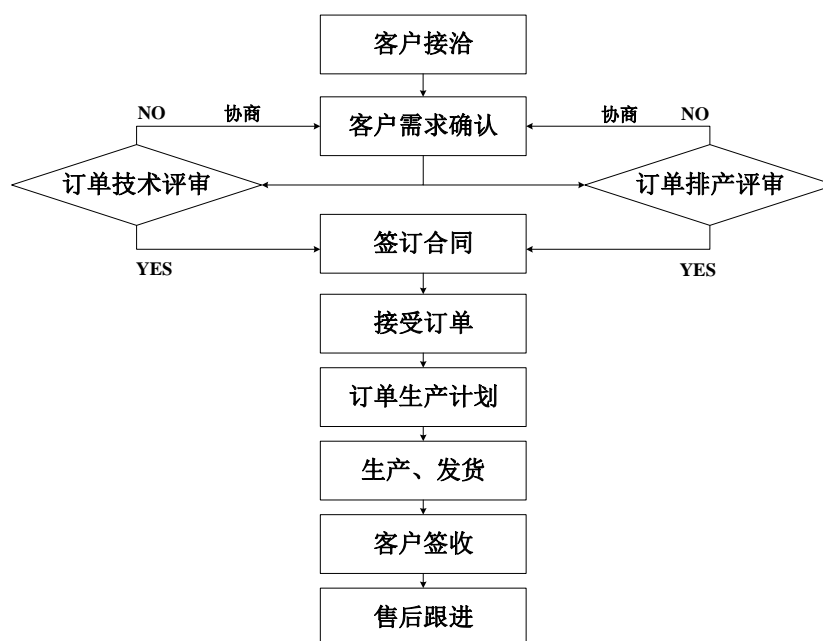 客户接洽
NO
协商
客户需求确认
协商
NO
订单技术评审
订单排产评审
签订合同
YES
YES
接受订单
订单生产计划
生产、发货
客户签收
售后跟进